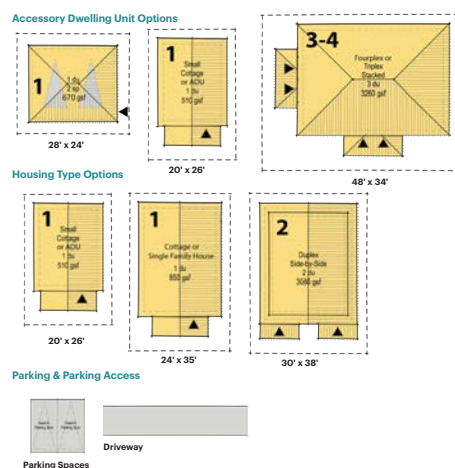 Accessory Dwelling Unit Options
1
1 du
2 sp
670 gsf
28' x 24'
1
Small
Cottage
or ADU
1 du
510 gsf
20' x 26'
3-4
Fourplex or
Triplex
Stacked
3 du
3260 gsf
48' x 34'
Housing Type Options
1
Small
Cottage
or ADU
1 du
510 gsf
20' x 26'
1
Cottage or
Single Family House
1 du
850 gsf
24' x 35'
2
Duplex
Side-by-Side
2 du
3080 gsf
30' x 38'
Parking & Parking Access
Parking Spaces
Driveway